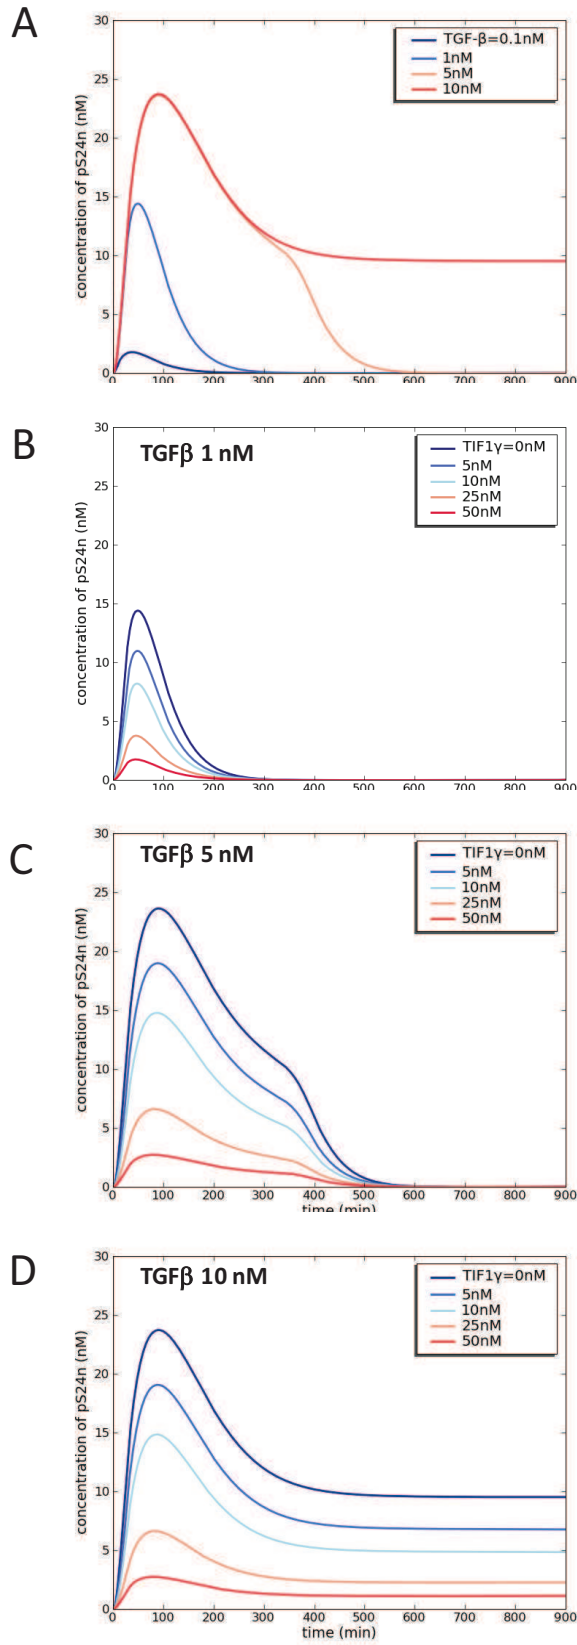 A
concentration of pS24n (nM)
30
25
20
15
10
5
0
TGF-β=0.1nM
1nM
5nM
10nM
0 100 200 300 400 500 600 700 800 900
B
TGFβ 1 nM
concentration of pS24n (nM)
30
25
20
15
10
5
0
TIF1γ=0nM
5nM
10nM
25nM
50nM
0 100 200 300 400 500 600 700 800 900
C
TGFβ 5 nM
concentration of pS24n (nM)
30
25
20
15
10
5
0
TIF1γ=0nM
5nM
10nM
25nM
50nM
0 100 200 300 400 500 600 700 800 900
time (min)
D
TGFβ 10 nM
concentration of pS24n (nM)
30
25
20
15
10
5
0
TIF1γ=0nM
5nM
10nM
25nM
50nM
0 100 200 300 400 500 600 700 800 900
time (min)